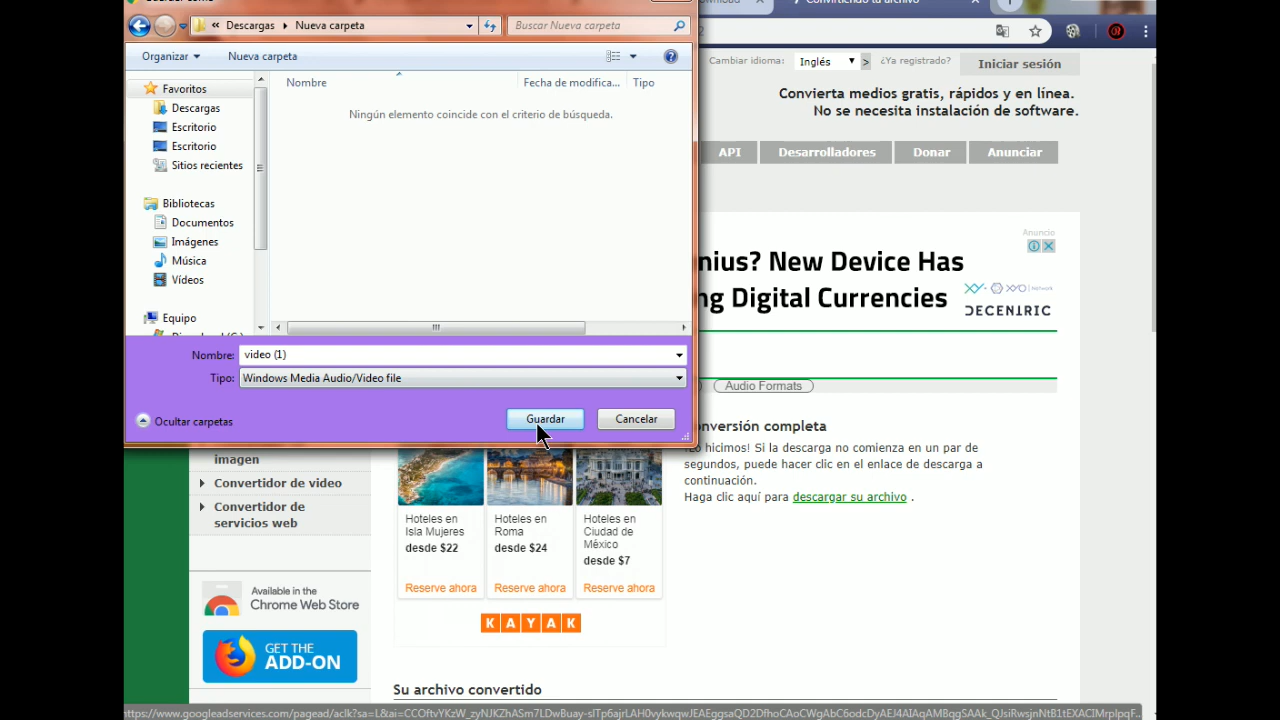 « Descargas ▸ Nueva carpeta
Buscar Nueva carpeta
Convirtiendo tu archivo
Organizar
Nueva carpeta
Nombre
Fecha de modifica...
Tipo
Ningún elemento coincide con el criterio de búsqueda.
Favoritos
Descargas
Escritorio
Escritorio
Sitios recientes
Bibliotecas
Documentos
Imágenes
Música
Vídeos
Equipo
Nombre: video (1)
Tipo: Windows Media Audio/Video file
Ocultar carpetas
Guardar
Cancelar
Cambiar idioma:
Inglés
>
¿Ya registrado?
Iniciar sesión
Convierta medios gratis, rápidos y en línea.
No se necesita instalación de software.
API
Desarrolladores
Donar
Anunciar
Anuncio
nius? New Device Has
ng Digital Currencies
DECENTRIC
Audio Formats
onversión completa
¡Lo hicimos! Si la descarga no comienza en un par de
segundos, puede hacer clic en el enlace de descarga a
continuación.
Haga clic aquí para descargar su archivo .
imagen
Convertidor de video
Convertidor de
servicios web
Available in the
Chrome Web Store
GET THE
ADD-ON
Hoteles en
Isla Mujeres
desde $22
Reserve ahora
Hoteles en
Roma
desde $24
Reserve ahora
Hoteles en
Ciudad de
México
desde $7
Reserve ahora
KAYAK
Su archivo convertido